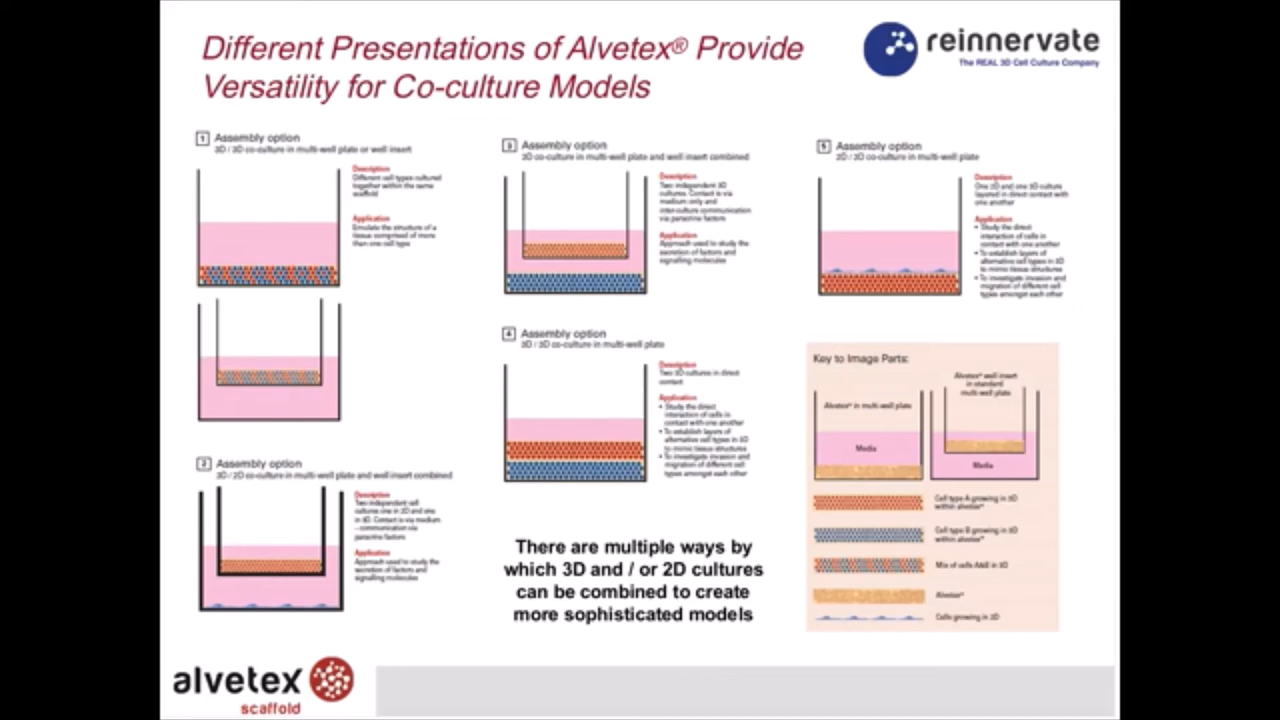 Different Presentations of Alvetex® Provide
Versatility for Co-culture Models
reinnervate
The REAL 3D Cell Culture Company
1 Assembly option
3D / 3D co-culture in multi-well plate or well insert
Description
Different cell types cultured
together within the same
scaffold
Application
Emulate the structure of a
tissue comprised of more
than one cell type
2 Assembly option
3D / 2D co-culture in multi-well plate and well insert combined
Description
Two independent cell
cultures one in 2D and one
in 3D. Contact is via medium
- communication via
paracrine factors
Application
Approach used to study the
secretion of factors and
signalling molecules
3 Assembly option
3D co-culture in multi-well plate and well insert combined
Description
Two independent 3D
cultures. Contact is via
medium only and
inter-culture communication
via paracrine factors
Application
Approach used to study the
secretion of factors and
signalling molecules
4 Assembly option
3D / 3D co-culture in multi-well plate
Description
Two 3D cultures in direct
contact
Application
• Study the direct
interaction of cells in
contact with one another
• To establish layers of
alternative cell types in 3D
to mimic tissue structures
• To investigate invasion and
migration of different cell
types amongst each other
There are multiple ways by
which 3D and / or 2D cultures
can be combined to create
more sophisticated models
5 Assembly option
2D / 3D co-culture in multi-well plate
Description
One 2D and one 3D culture
layered in direct contact with
one another
Application
• Study the direct
interaction of cells in
contact with one another
• To establish layers of
alternative cell types in 3D
to mimic tissue structures
• To investigate invasion and
migration of different cell
types amongst each other
Key to Image Parts:
Alvetex® in multi-well plate
Media
Alvetex® well insert
in standard
multi-well plate
Media
Cell type A growing in 3D
within alvetex®
Cell type B growing in 3D
within alvetex®
Mix of cells A&B in 3D
Alvetex®
Cells growing in 2D
alvetex
scaffold